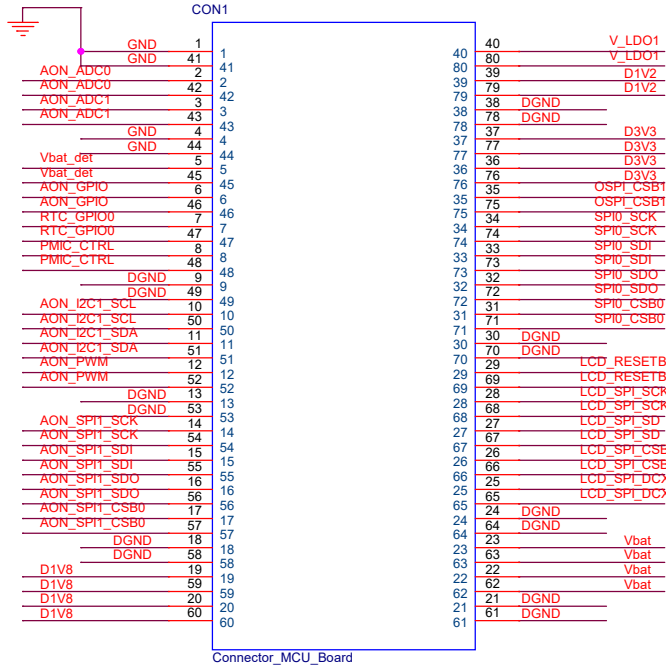 CON1
GND 1 1 40 40 V_LDO1
GND 41 41 80 80 V_LDO1
AON_ADC0 2 2 39 39 D1V2
AON_ADC0 42 42 79 79 D1V2
AON_ADC1 3 3 38 38 DGND
AON_ADC1 43 43 78 78 DGND
GND 4 4 37 37 D3V3
GND 44 44 77 77 D3V3
Vbat_det 5 5 36 36 D3V3
Vbat_det 45 45 76 76 D3V3
AON_GPIO 6 6 35 35 OSPI_CSB1
AON_GPIO 46 46 75 75 OSPI_CSB1
RTC_GPIO0 7 7 34 34 SPI0_SCK
RTC_GPIO0 47 47 74 74 SPI0_SCK
PMIC_CTRL 8 8 33 33 SPI0_SDI
PMIC_CTRL 48 48 73 73 SPI0_SDI
DGND 9 9 32 32 SPI0_SDO
DGND 49 49 72 72 SPI0_SDO
AON_I2C1_SCL 10 10 31 31 SPI0_CSB0
AON_I2C1_SCL 50 50 71 71 SPI0_CSB0
AON_I2C1_SDA 11 11 30 30 DGND
AON_I2C1_SDA 51 51 70 70 DGND
AON_PWM 12 12 29 29 LCD_RESETB
AON_PWM 52 52 69 69 LCD_RESETB
DGND 13 13 28 28 LCD_SPI_SCK
DGND 53 53 68 68 LCD_SPI_SCK
AON_SPI1_SCK 14 14 27 27 LCD_SPI_SD
AON_SPI1_SCK 54 54 67 67 LCD_SPI_SD
AON_SPI1_SDI 15 15 26 26 LCD_SPI_CSB
AON_SPI1_SDI 55 55 66 66 LCD_SPI_CSB
AON_SPI1_SDO 16 16 25 25 LCD_SPI_DCX
AON_SPI1_SDO 56 56 65 65 LCD_SPI_DCX
AON_SPI1_CSB0 17 17 24 24 DGND
AON_SPI1_CSB0 57 57 64 64 DGND
DGND 18 18 23 23 Vbat
DGND 58 58 63 63 Vbat
D1V8 19 19 22 22 Vbat
D1V8 59 59 62 62 Vbat
D1V8 20 20 21 21 DGND
D1V8 60 60 61 61 DGND
Connector_MCU_Board